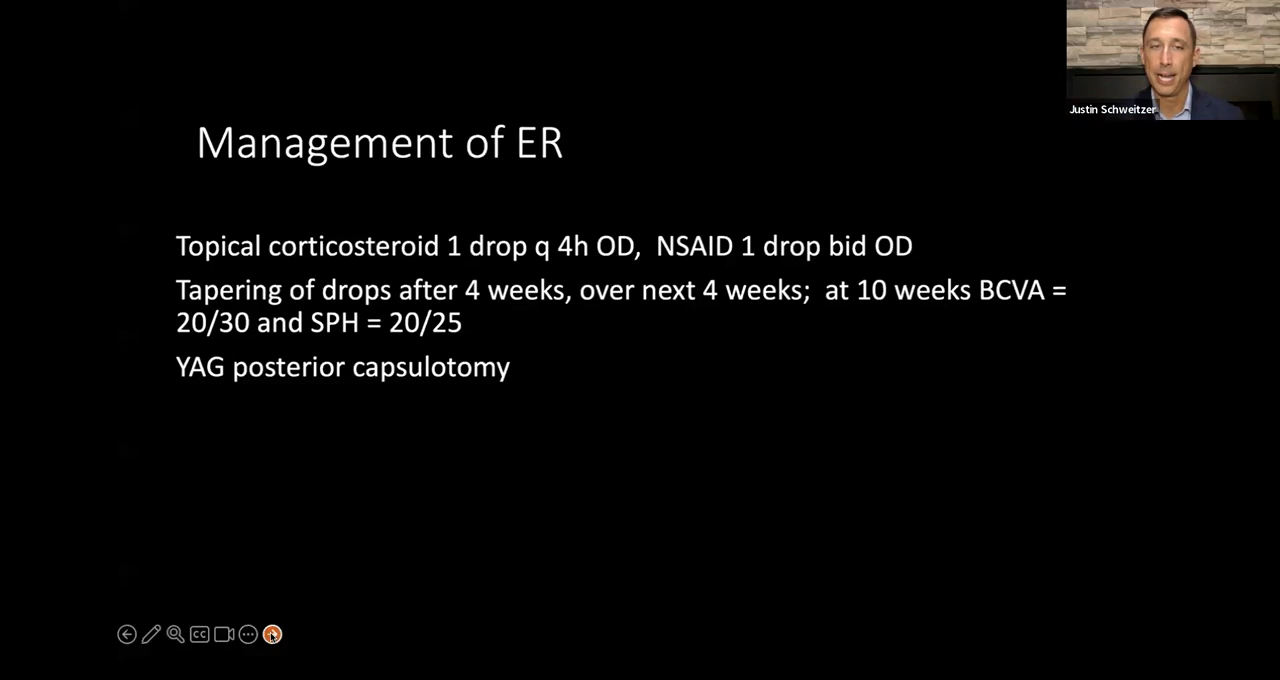 Justin Schweitzer
Management of ER
Topical corticosteroid 1 drop q 4h OD,  NSAID 1 drop bid OD
Tapering of drops after 4 weeks, over next 4 weeks;  at 10 weeks BCVA =
20/30 and SPH = 20/25
YAG posterior capsulotomy
CC